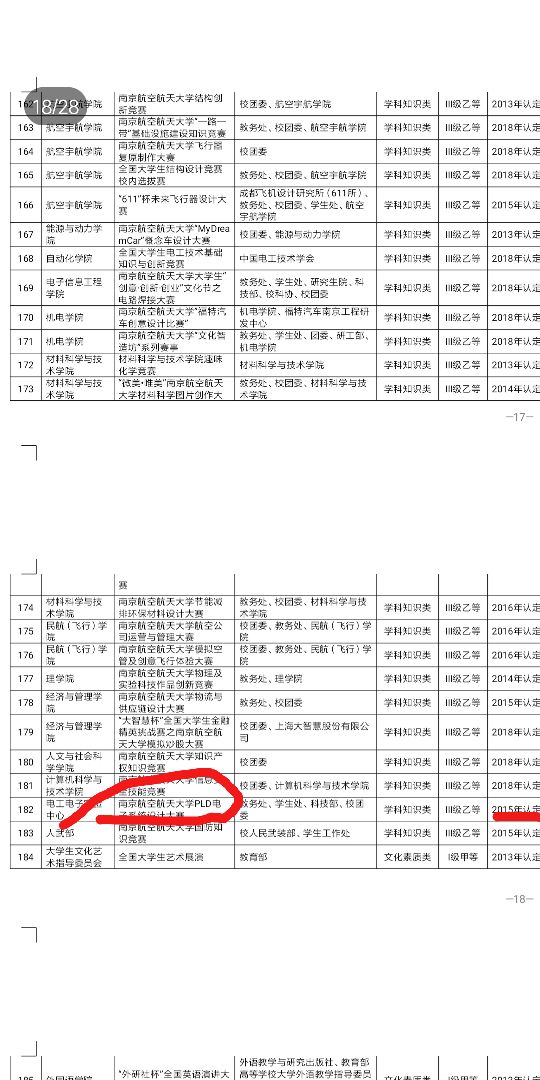 18/28
162 航空宇航学院 南京航空航天大学结构创新竞赛 校团委、航空宇航学院 学科知识类 III级乙等 2013年认定
163 航空宇航学院 南京航空航天大学“一路一带”基础设施建设知识竞赛 教务处、校团委、航空宇航学院 学科知识类 III级乙等 2018年认定
164 航空宇航学院 南京航空航天大学飞行器复原制作大赛 校团委 学科知识类 III级乙等 2018年认定
165 航空宇航学院 全国大学生结构设计竞赛校内选拔赛 教务处、校团委、航空宇航学院 学科知识类 III级乙等 2018年认定
166 航空宇航学院 “611”杯未来飞行器设计大赛 成都飞机设计研究所（611所）、教务处、校团委、学生处、航空宇航学院 学科知识类 III级乙等 2015年认定
167 能源与动力学院 南京航空航天大学“MyDreamCar”概念车设计大赛 校团委、能源与动力学院 学科知识类 III级乙等 2013年认定
168 自动化学院 全国大学生电工技术基础知识与创新竞赛 中国电工技术学会 学科知识类 III级乙等 2013年认定
169 电子信息工程学院 南京航空航天大学大学生“创意·创新·创业”文化节之电路焊接大赛 教务处、学生处、研究生院、科技部、校科协、校团委 学科知识类 III级乙等 2018年认定
170 机电学院 南京航空航天大学“福特汽车创意设计比赛” 机电学院、福特汽车南京工程研发中心 学科知识类 III级乙等 2018年认定
171 机电学院 南京航空航天大学“文化智造坊”系列赛事 教务处、学生处、团委、研工部、机电学院 学科知识类 III级乙等 2018年认定
172 材料科学与技术学院 材料科学与技术学院趣味化学竞赛 材料科学与技术学院 学科知识类 III级乙等 2013年认定
173 材料科学与技术学院 “微美·唯美”南京航空航天大学材料科学图片创作大 教务处、校团委、材料科学与技术学院 学科知识类 III级乙等 2014年认定
—17—
赛
174 材料科学与技术学院 南京航空航天大学节能减排环保材料设计大赛 教务处、校团委、材料科学与技术学院 学科知识类 III级乙等 2016年认定
175 民航（飞行）学院 南京航空航天大学航空公司运营与管理大赛 校团委、教务处、民航（飞行）学院 学科知识类 III级乙等 2016年认定
176 民航（飞行）学院 南京航空航天大学模拟空管及创意飞行体验大赛 校团委、教务处、民航（飞行）学院 学科知识类 III级乙等 2016年认定
177 理学院 南京航空航天大学物理及实验科技作品创新竞赛 教务处、理学院 学科知识类 III级乙等 2014年认定
178 经济与管理学院 南京航空航天大学物流与供应链设计大赛 教务处、校团委 学科知识类 III级乙等 2015年认定
179 经济与管理学院 “大智慧杯”全国大学生金融精英挑战赛之南京航空航天大学模拟炒股大赛 校团委、上海大智慧股份有限公司 学科知识类 III级乙等 2018年认定
180 人文与社会科学学院 南京航空航天大学知识产权知识竞赛 校团委 学科知识类 III级乙等 2018年认定
181 计算机科学与技术学院 南京航空航天大学信息安全技能竞赛 校团委、计算机科学与技术学院 学科知识类 III级乙等 2018年认定
182 电工电子 中心 南京航空航天大学PLD电子系统设计大赛 教务处、学生处、科技部、校团委 学科知识类 III级乙等 2015年认定
183 人武部 南京航空航天大学国防知识竞赛 校人民武装部、学生工作处 学科知识类 III级乙等 2015年认定
184 大学生文化艺术指导委员会 全国大学生艺术展演 教育部 文化素质类 I级甲等 2013年认定
—18—
外语教学与研究出版社、教育部高等学校大学外语教学指导委员
“外研社杯”全国英语演讲大